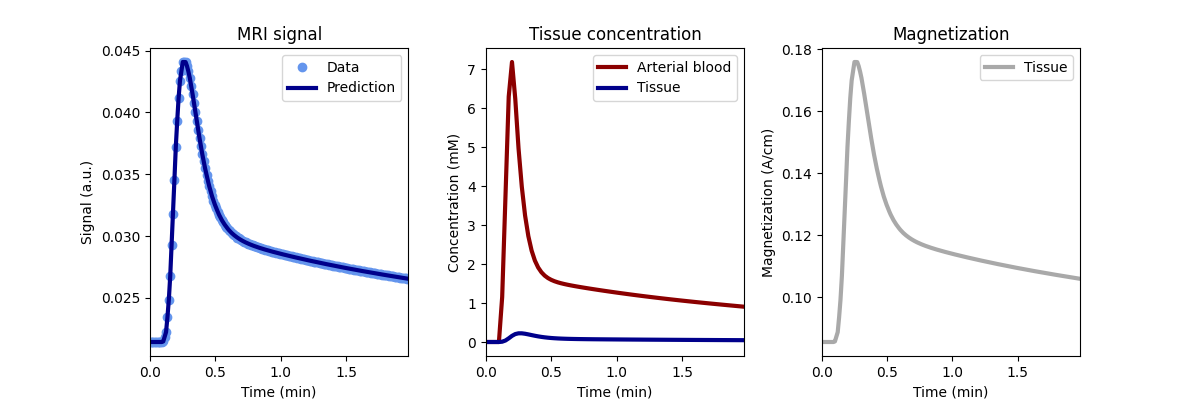 MRI signal
0.045
0.040
0.035
0.030
0.025
Signal (a.u.)
Data
Prediction
0.0 0.5 1.0 1.5
Time (min)
Tissue concentration
7
6
5
4
3
2
1
0
Concentration (mM)
Arterial blood
Tissue
0.0 0.5 1.0 1.5
Time (min)
Magnetization
0.18
0.16
0.14
0.12
0.10
Magnetization (A/cm)
Tissue
0.0 0.5 1.0 1.5
Time (min)